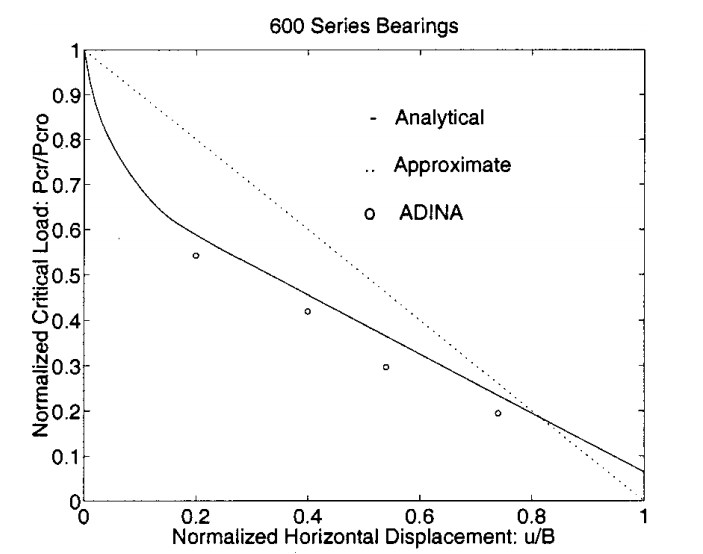 600 Series Bearings
Normalized Critical Load: Pcr/Pcro
1
0.9
0.8
0.7
0.6
0.5
0.4
0.3
0.2
0.1
0
- Analytical
.. Approximate
o ADINA
0 0.2 0.4 0.6 0.8 1
Normalized Horizontal Displacement: u/B